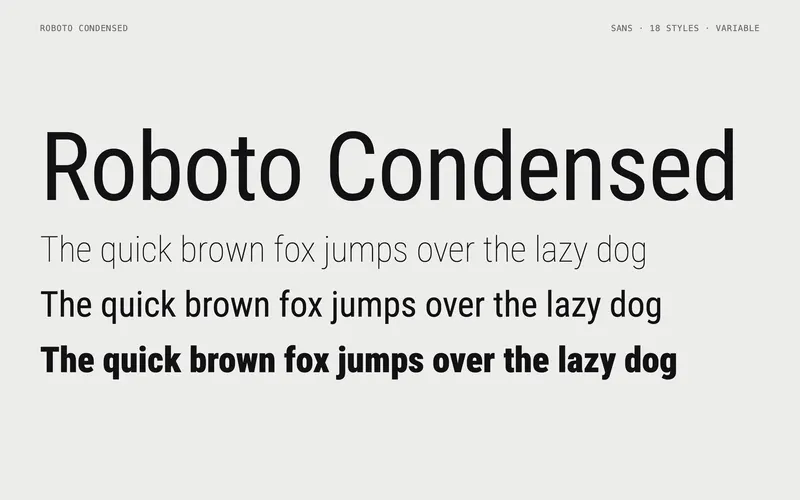 ROBOTO CONDENSED
SANS · 18 STYLES · VARIABLE
Roboto Condensed
The quick brown fox jumps over the lazy dog
The quick brown fox jumps over the lazy dog
The quick brown fox jumps over the lazy dog